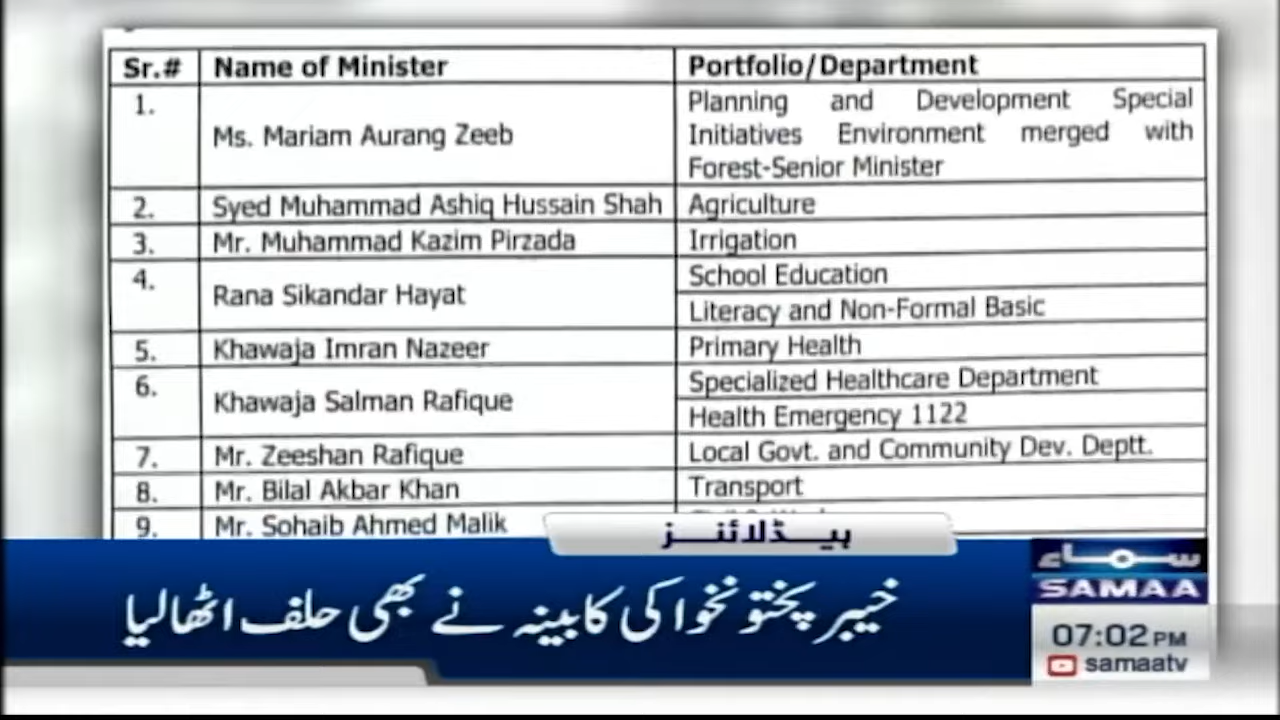 Sr.# Name of Minister Portfolio/Department
1. Ms. Mariam Aurang Zeeb Planning and Development Special
Initiatives Environment merged with
Forest-Senior Minister
2. Syed Muhammad Ashiq Hussain Shah Agriculture
3. Mr. Muhammad Kazim Pirzada Irrigation
4. Rana Sikandar Hayat School Education
Literacy and Non-Formal Basic
5. Khawaja Imran Nazeer Primary Health
6. Khawaja Salman Rafique Specialized Healthcare Department
Health Emergency 1122
7. Mr. Zeeshan Rafique Local Govt. and Community Dev. Deptt.
8. Mr. Bilal Akbar Khan Transport
9. Mr. Sohaib Ahmed Malik
ہیڈلائنز
خیبر پختونخوا کی کابینہ نے بھی حلف اٹھا لیا
سماء
SAMAA
07:02 PM
samaatv